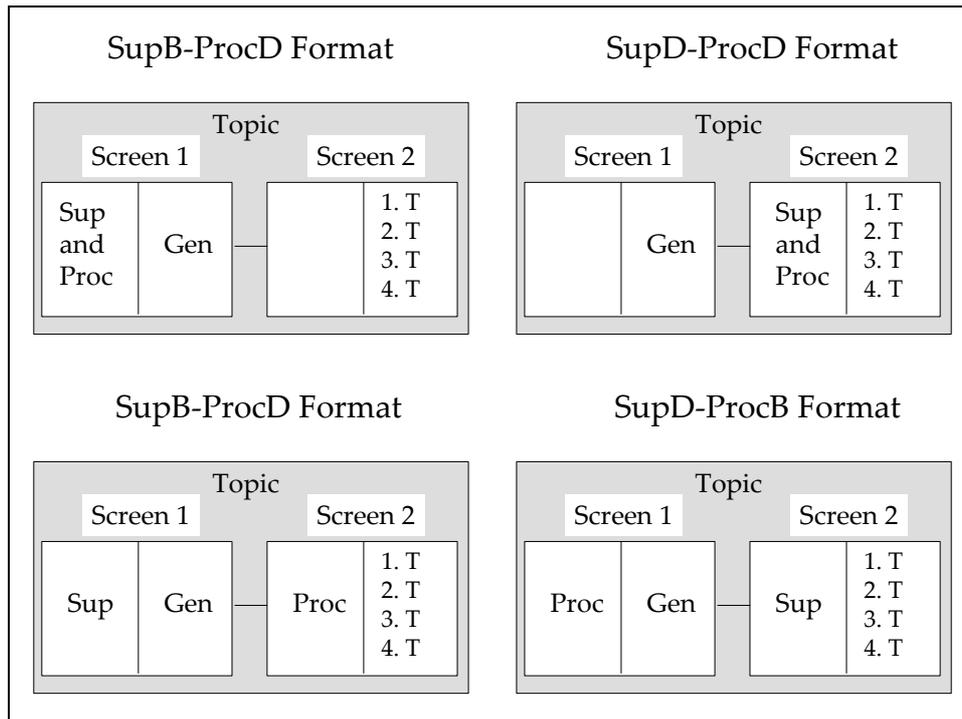 SupB-ProcD Format
Topic
Screen 1
Screen 2
Sup
and
Proc
Gen
1. T
2. T
3. T
4. T
SupD-ProcD Format
Topic
Screen 1
Screen 2
Gen
Sup
and
Proc
1. T
2. T
3. T
4. T
SupB-ProcD Format
Topic
Screen 1
Screen 2
Sup
Gen
Proc
1. T
2. T
3. T
4. T
SupD-ProcB Format
Topic
Screen 1
Screen 2
Proc
Gen
Sup
1. T
2. T
3. T
4. T